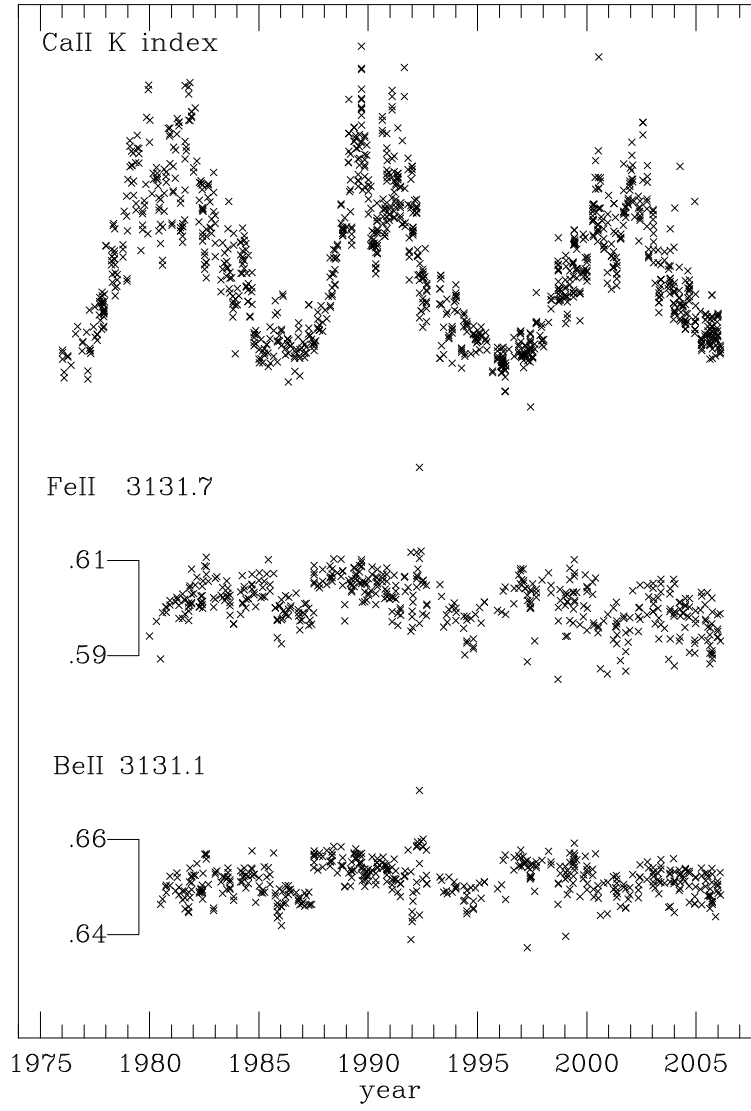 CaII K index
FeII 3131.7
.61
.59
BeII 3131.1
.66
.64
1975 1980 1985 1990 1995 2000 2005
year